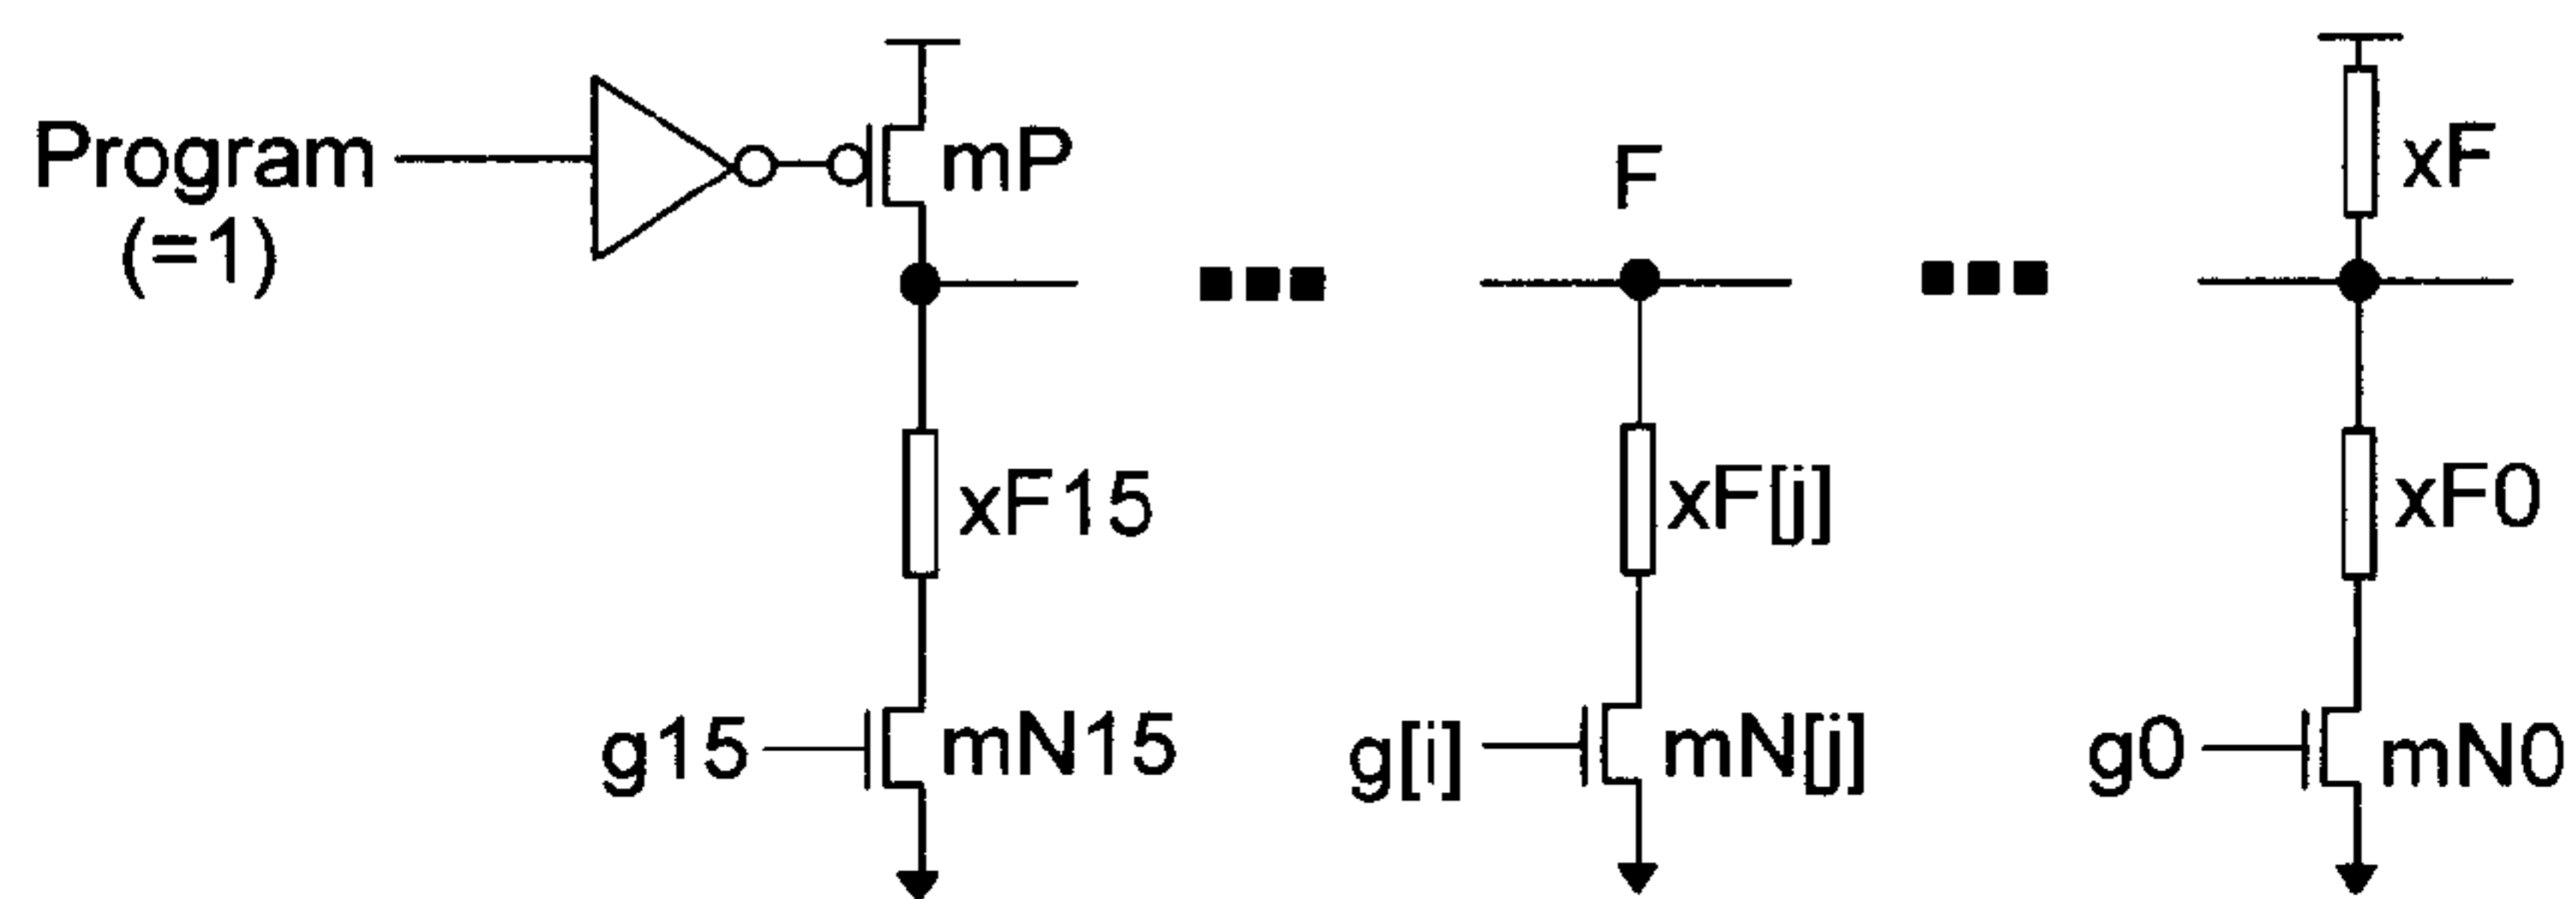 Program
(=1)
mP
F
xF
xF15
xF[j]
xF0
g15
mN15
g[i]
mN[j]
g0
mN0